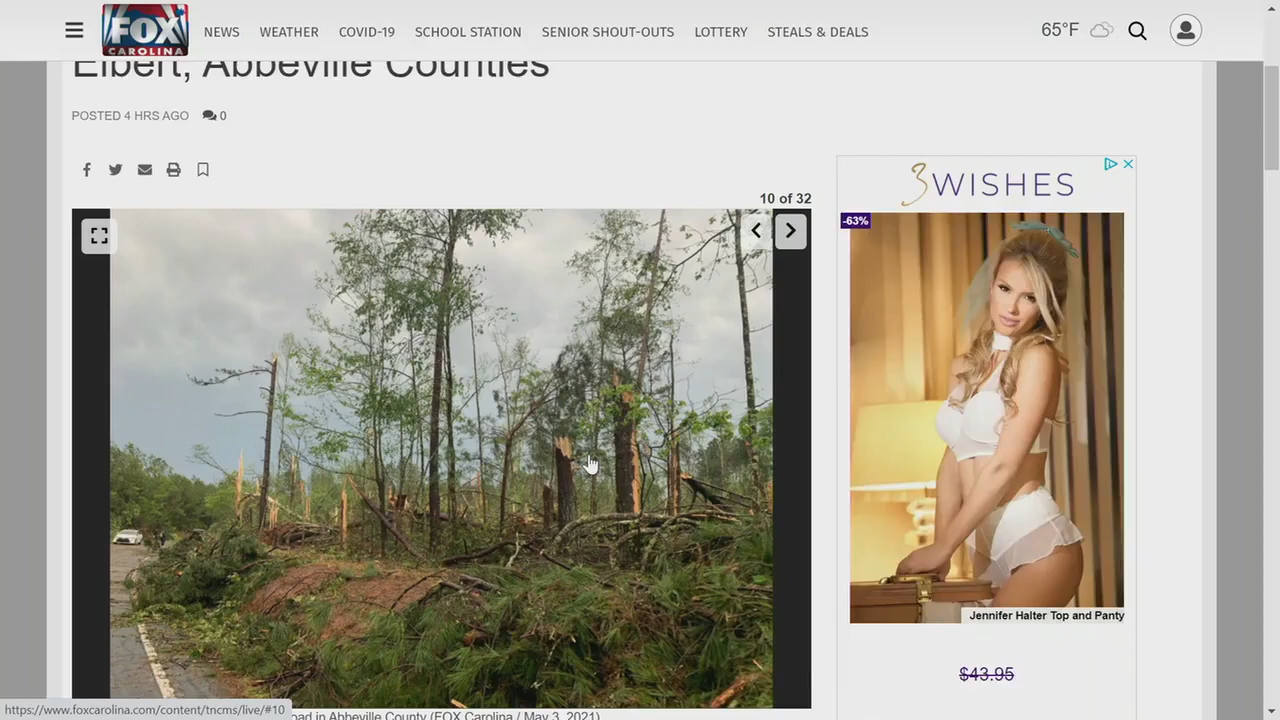 FOX
CAROLINA
NEWS
WEATHER
COVID-19
SCHOOL STATION
SENIOR SHOUT-OUTS
LOTTERY
STEALS & DEALS
65°F
Elbert, Abbeville Counties
POSTED 4 HRS AGO
0
10 of 32
3WISHES
-63%
Jennifer Halter Top and Panty
$43.95
https://www.foxcarolina.com/content/tncms/live/#10
in Abbeville County (FOX Carolina / May 3, 2021)